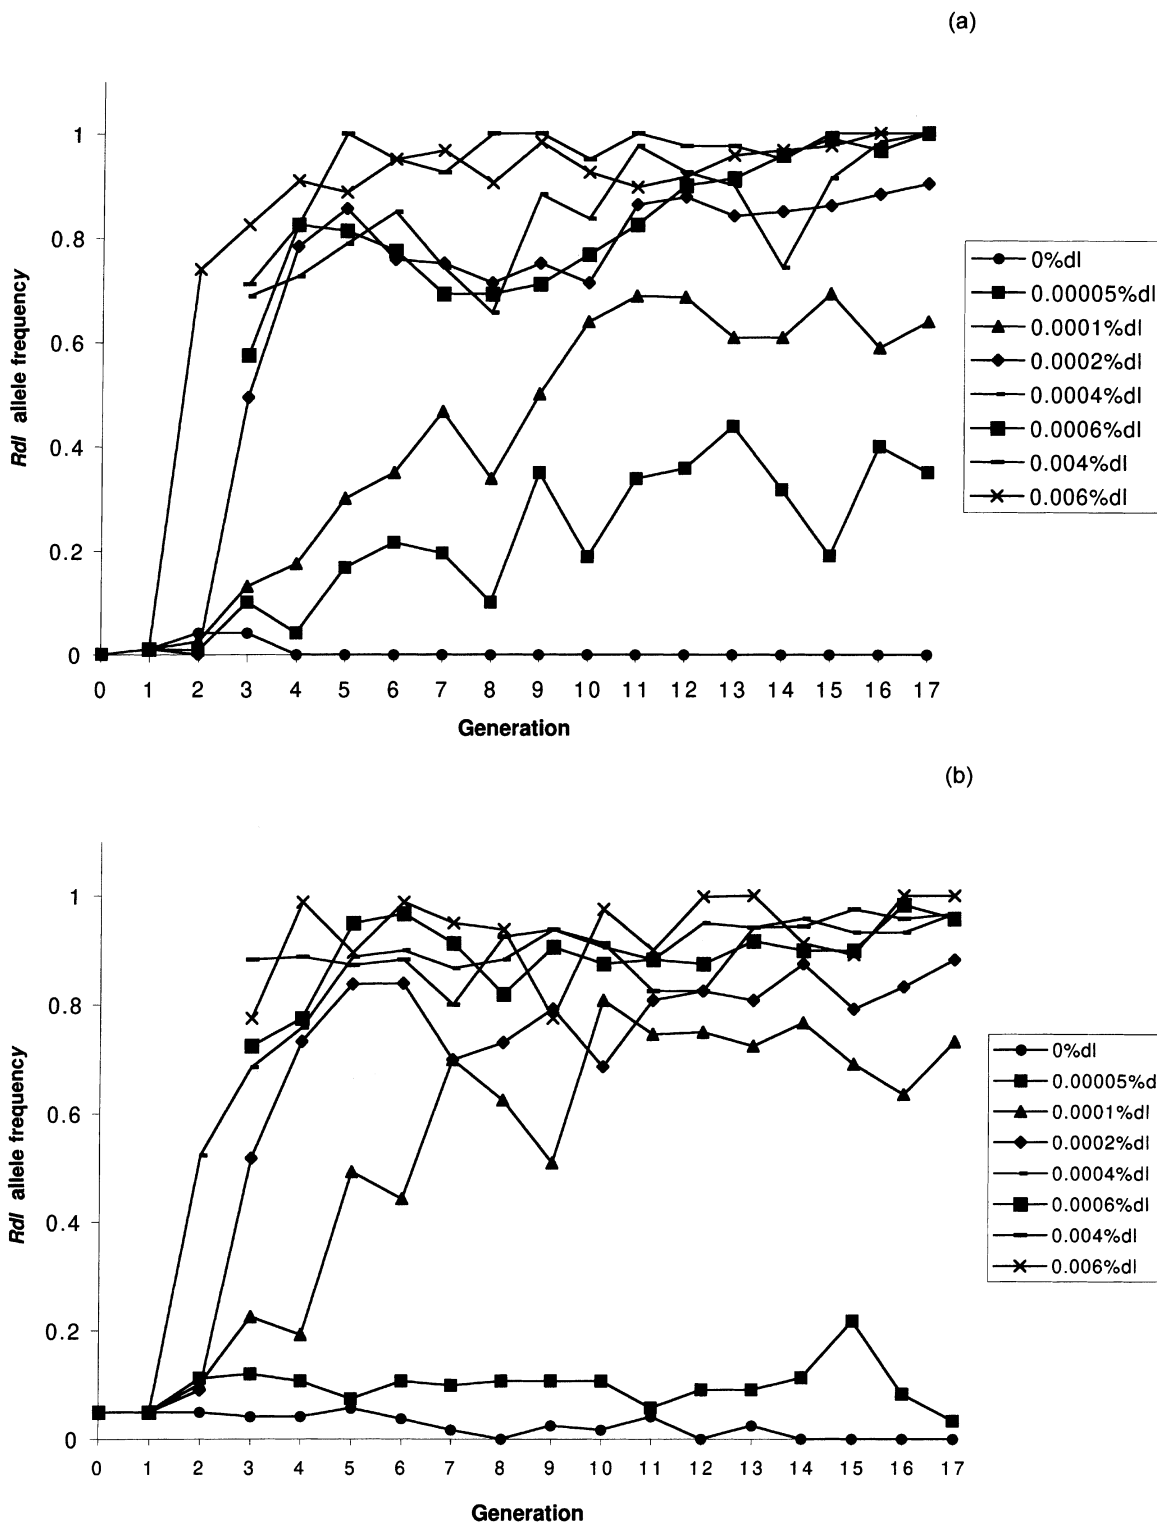 (a)
1
0.8
0.6
0.4
0.2
0
Rdl allele frequency
0 1 2 3 4 5 6 7 8 9 10 11 12 13 14 15 16 17
Generation
0%dl
0.00005%dl
0.0001%dl
0.0002%dl
0.0004%dl
0.0006%dl
0.004%dl
0.006%dl
(b)
1
0.8
0.6
0.4
0.2
0
Rdl allele frequency
0 1 2 3 4 5 6 7 8 9 10 11 12 13 14 15 16 17
Generation
0%dl
0.00005%d
0.0001%dl
0.0002%dl
0.0004%dl
0.0006%dl
0.004%dl
0.006%dl